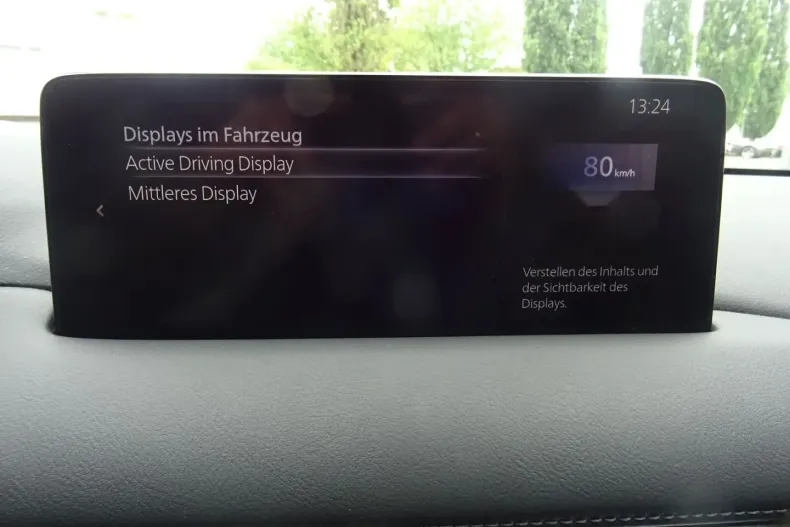 13:24
Displays im Fahrzeug
Active Driving Display
Mittleres Display
80 km/h
Verstellen des Inhalts und
der Sichtbarkeit des
Displays.